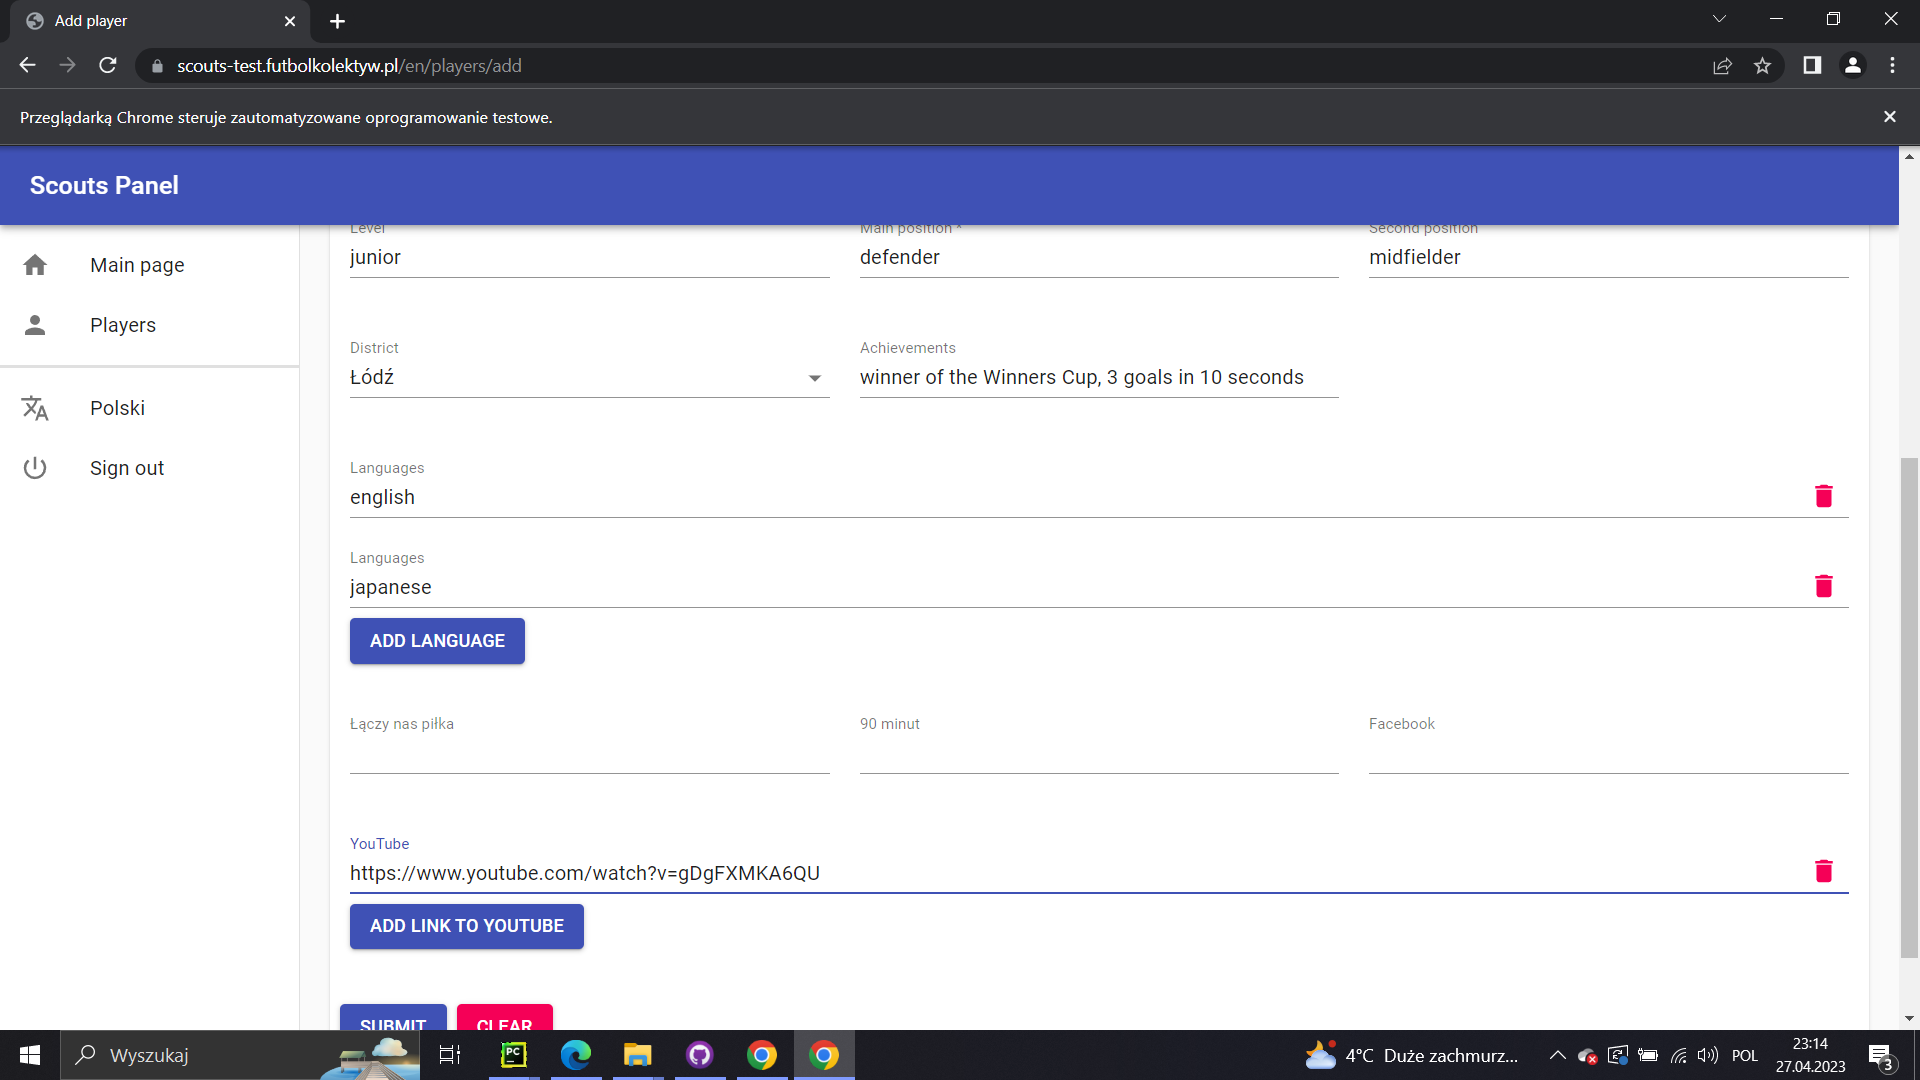 Add player
scouts-test.futbolkolektyw.pl/en/players/add
Przeglądarką Chrome steruje zautomatyzowane oprogramowanie testowe.
Scouts Panel
Main page
Players
Polski
Sign out
Level
Main position *
Second position
junior
defender
midfielder
District
Achievements
Łódź
winner of the Winners Cup, 3 goals in 10 seconds
Languages
english
Languages
japanese
ADD LANGUAGE
Łączy nas piłka
90 minut
Facebook
YouTube
https://www.youtube.com/watch?v=gDgFXMKA6QU
ADD LINK TO YOUTUBE
SUBMIT
CLEAR
Wyszukaj
PC
4°C Duże zachmurz...
POL
23:14
27.04.2023
3